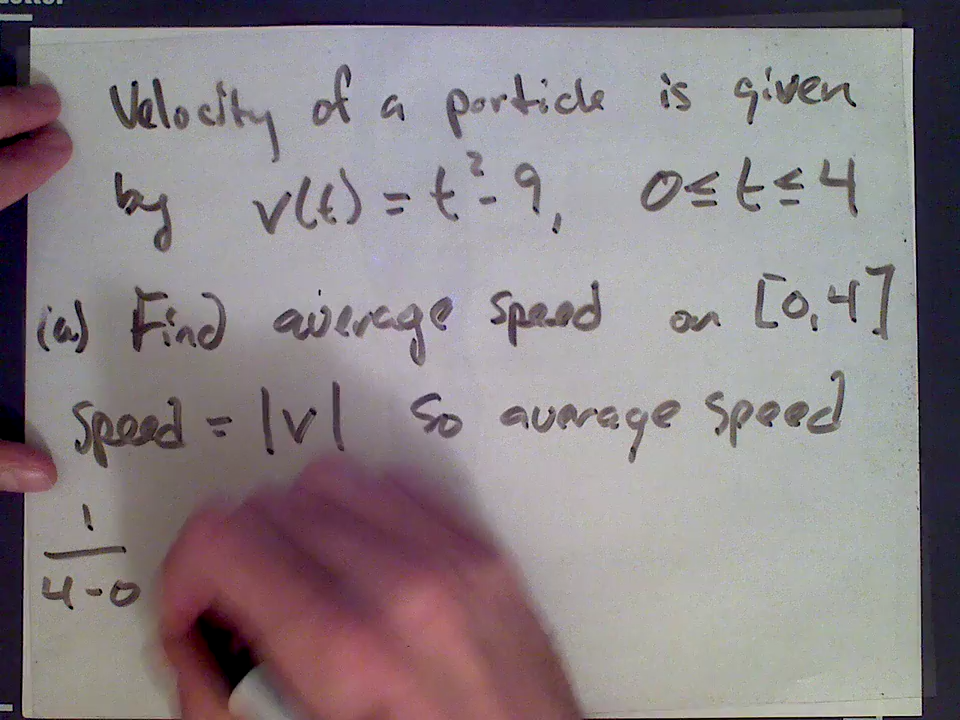 Velocity of a particle is given
by v(t) = t² - 9, 0 ≤ t ≤ 4
(a) Find average speed on [0,4]
Speed = |v| So average speed
1
4-0